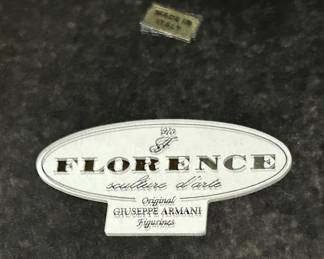 MADE IN
ITALY
FLORENCE
sculture d'arte
Original
GIUSEPPE ARMANI
Figurines